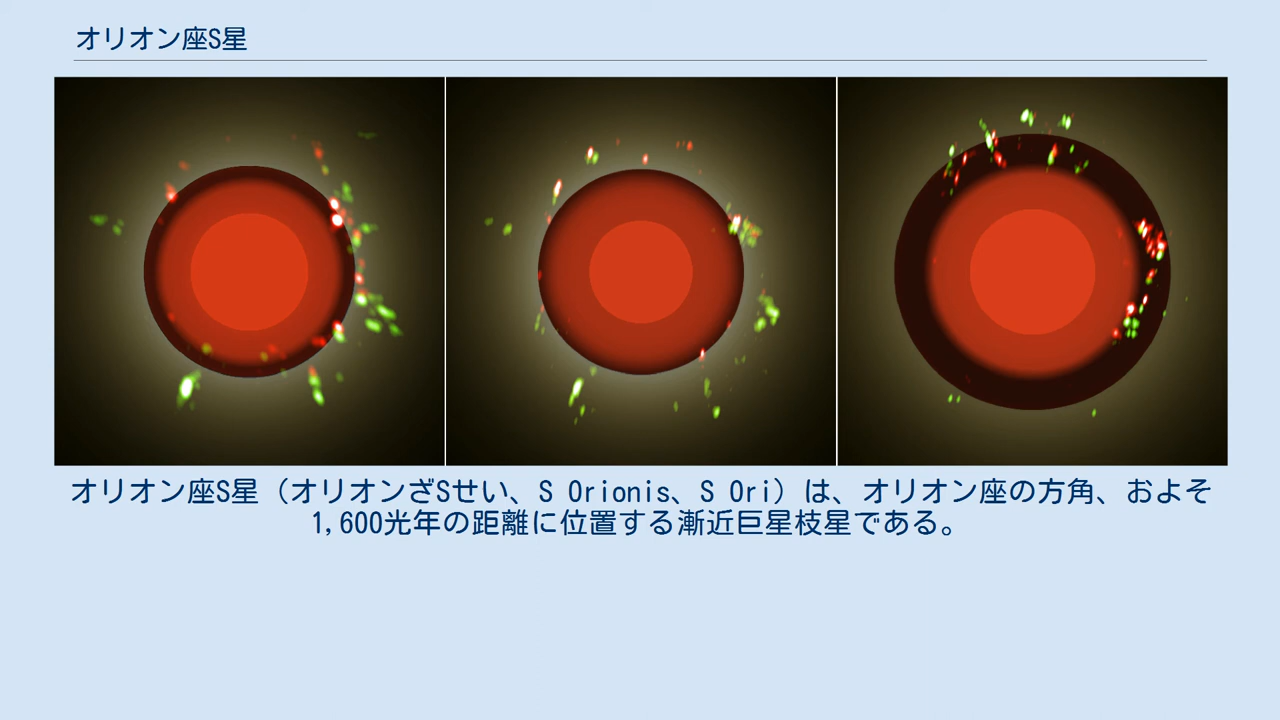 オリオン座S星
オリオン座S星（オリオンざSせい、S Orionis、S Ori）は、オリオン座の方角、およそ
1,600光年の距離に位置する漸近巨星枝星である。